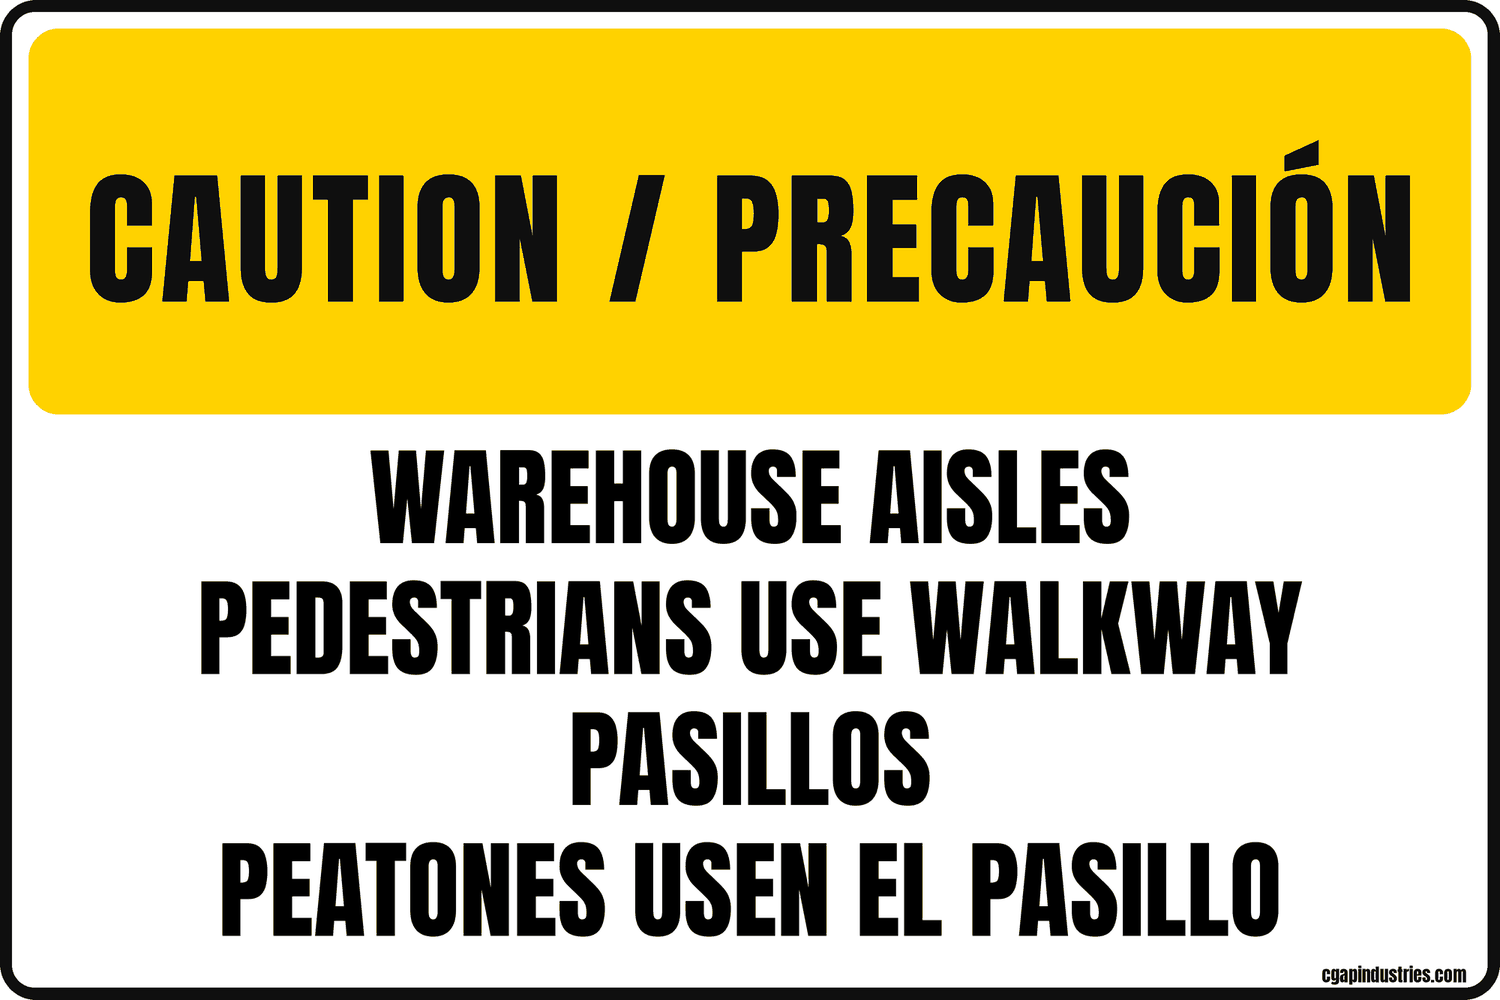 CAUTION / PRECAUCIÓN
WAREHOUSE AISLES
PEDESTRIANS USE WALKWAY
PASILLOS
PEATONES USEN EL PASILLO
cgapindustries.com